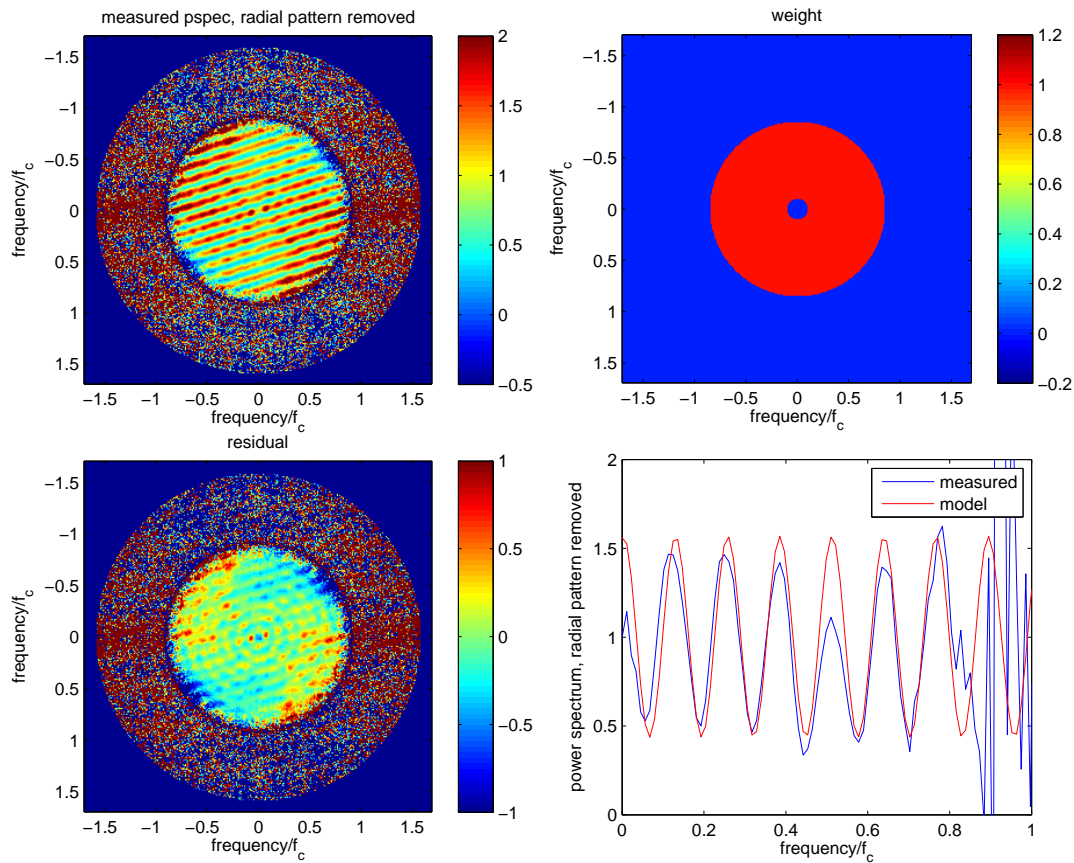 measured pspec, radial pattern removed
−1.5
−1
−0.5
0
0.5
1
1.5
frequency/f_c
−1.5 −1 −0.5 0 0.5 1 1.5
frequency/f_c
2
1.5
1
0.5
0
−0.5
weight
−1.5
−1
−0.5
0
0.5
1
1.5
frequency/f_c
−1.5 −1 −0.5 0 0.5 1 1.5
frequency/f_c
1.2
1
0.8
0.6
0.4
0.2
0
−0.2
residual
−1.5
−1
−0.5
0
0.5
1
1.5
frequency/f_c
−1.5 −1 −0.5 0 0.5 1 1.5
frequency/f_c
1
0.5
0
−0.5
−1
2
1.5
1
0.5
0
power spectrum, radial pattern removed
measured
model
0 0.2 0.4 0.6 0.8 1
frequency/f_c